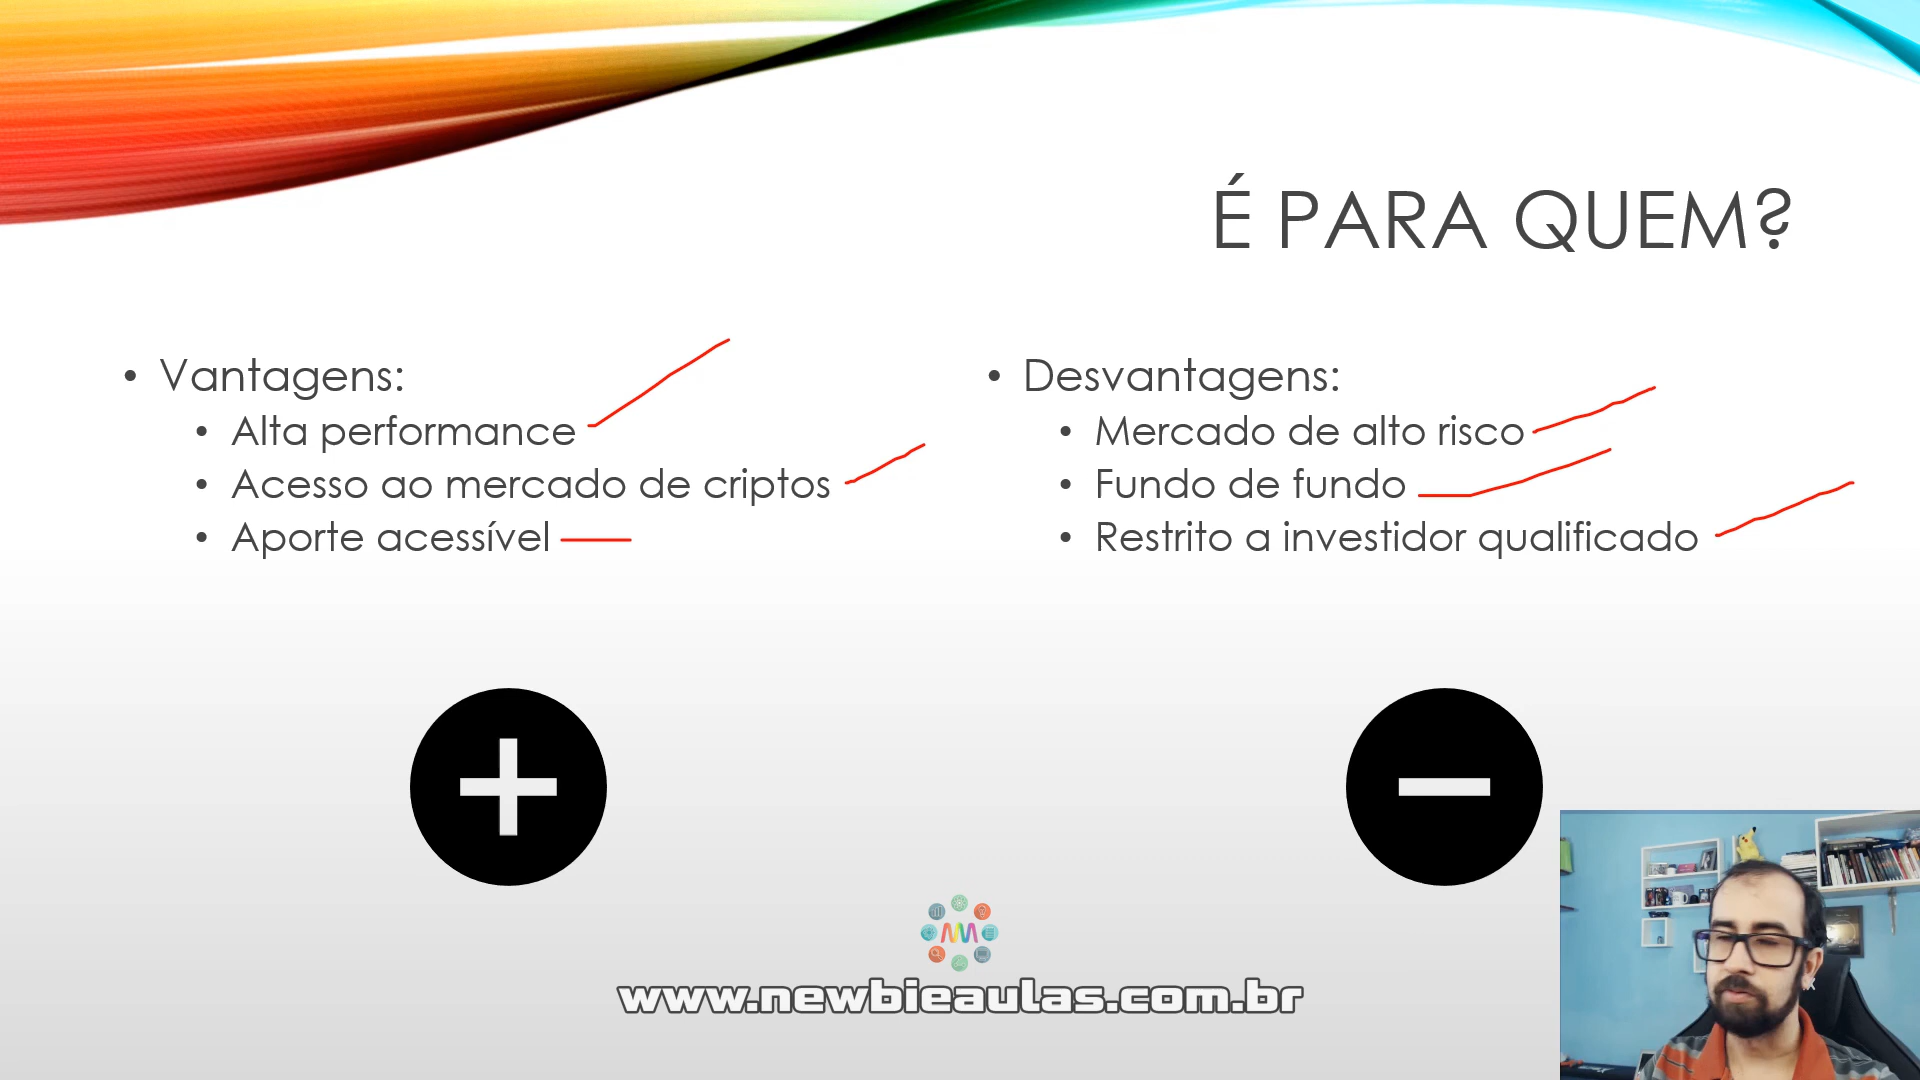 É PARA QUEM?
• Vantagens:
• Alta performance
• Acesso ao mercado de criptos
• Aporte acessível
• Desvantagens:
• Mercado de alto risco
• Fundo de fundo
• Restrito a investidor qualificado
www.newbieaulas.com.br